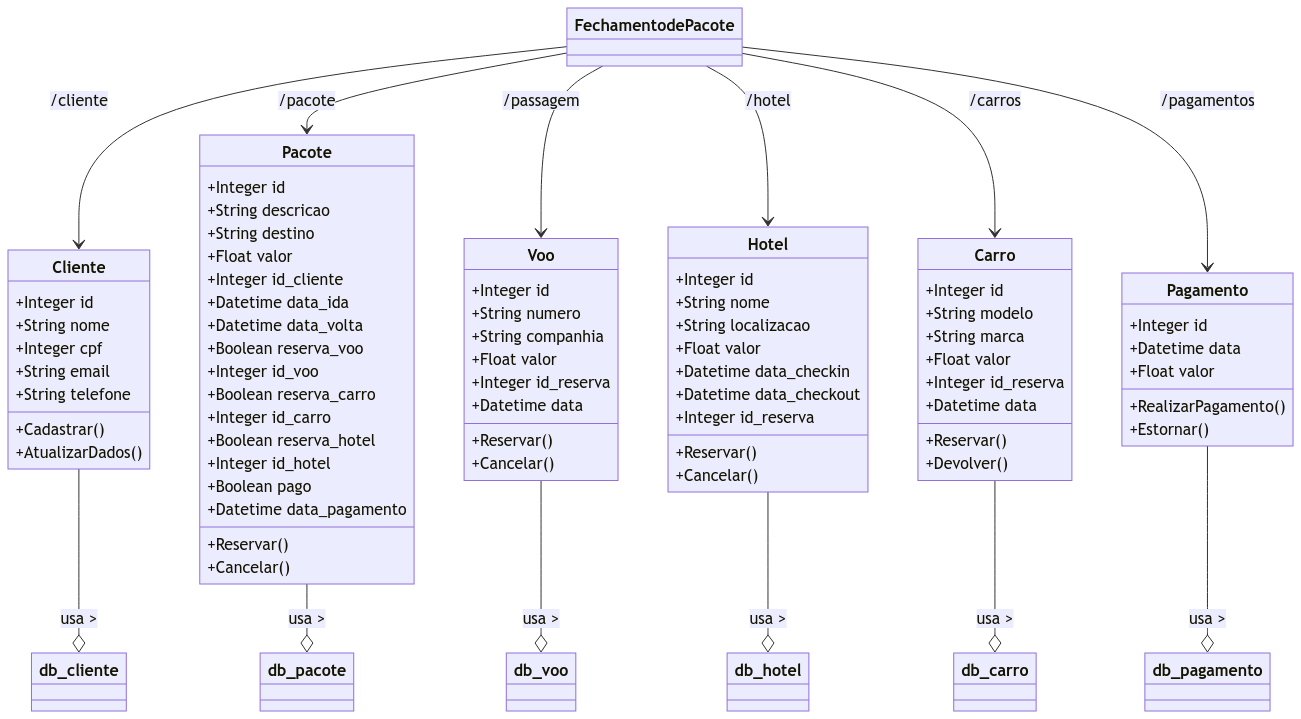 FechamentodePacote
/cliente
/pacote
/passagem
/hotel
/carros
/pagamentos
Cliente
+Integer id
+String nome
+Integer cpf
+String email
+String telefone
+Cadastrar()
+AtualizarDados()
Pacote
+Integer id
+String descricao
+String destino
+Float valor
+Integer id_cliente
+Datetime data_ida
+Datetime data_volta
+Boolean reserva_voo
+Integer id_voo
+Boolean reserva_carro
+Integer id_carro
+Boolean reserva_hotel
+Integer id_hotel
+Boolean pago
+Datetime data_pagamento
+Reservar()
+Cancelar()
Voo
+Integer id
+String numero
+String companhia
+Float valor
+Integer id_reserva
+Datetime data
+Reservar()
+Cancelar()
Hotel
+Integer id
+String nome
+String localizacao
+Float valor
+Datetime data_checkin
+Datetime data_checkout
+Integer id_reserva
+Reservar()
+Cancelar()
Carro
+Integer id
+String modelo
+String marca
+Float valor
+Integer id_reserva
+Datetime data
+Reservar()
+Devolver()
Pagamento
+Integer id
+Datetime data
+Float valor
+RealizarPagamento()
+Estornar()
usa >
usa >
usa >
usa >
usa >
usa >
db_cliente
db_pacote
db_voo
db_hotel
db_carro
db_pagamento